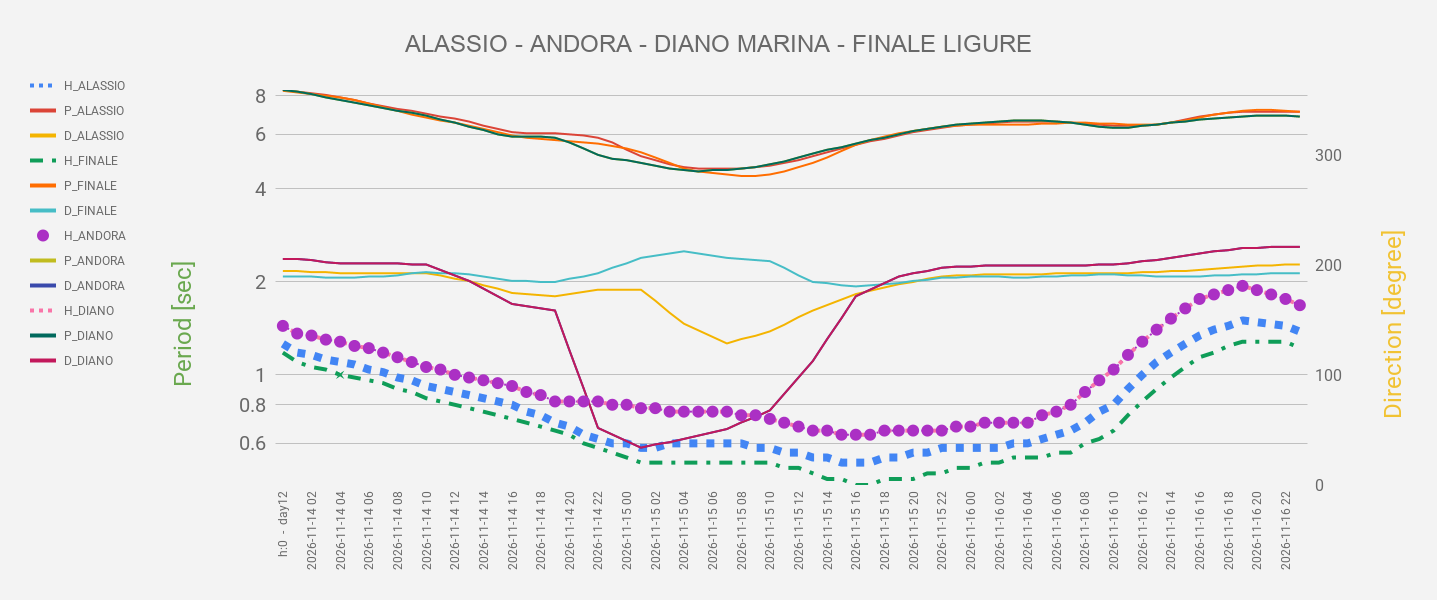 ALASSIO - ANDORA - DIANO MARINA - FINALE LIGURE
H_ALASSIO
P_ALASSIO
D_ALASSIO
H_FINALE
P_FINALE
D_FINALE
H_ANDORA
P_ANDORA
D_ANDORA
H_DIANO
P_DIANO
D_DIANO
Period [sec]
8
6
4
2
1
0.8
0.6
300
200
100
0
Direction [degree]
h:0 - day12
2026-11-14 02
2026-11-14 04
2026-11-14 06
2026-11-14 08
2026-11-14 10
2026-11-14 12
2026-11-14 14
2026-11-14 16
2026-11-14 18
2026-11-14 20
2026-11-14 22
2026-11-15 00
2026-11-15 02
2026-11-15 04
2026-11-15 06
2026-11-15 08
2026-11-15 10
2026-11-15 12
2026-11-15 14
2026-11-15 16
2026-11-15 18
2026-11-15 20
2026-11-15 22
2026-11-16 00
2026-11-16 02
2026-11-16 04
2026-11-16 06
2026-11-16 08
2026-11-16 10
2026-11-16 12
2026-11-16 14
2026-11-16 16
2026-11-16 18
2026-11-16 20
2026-11-16 22